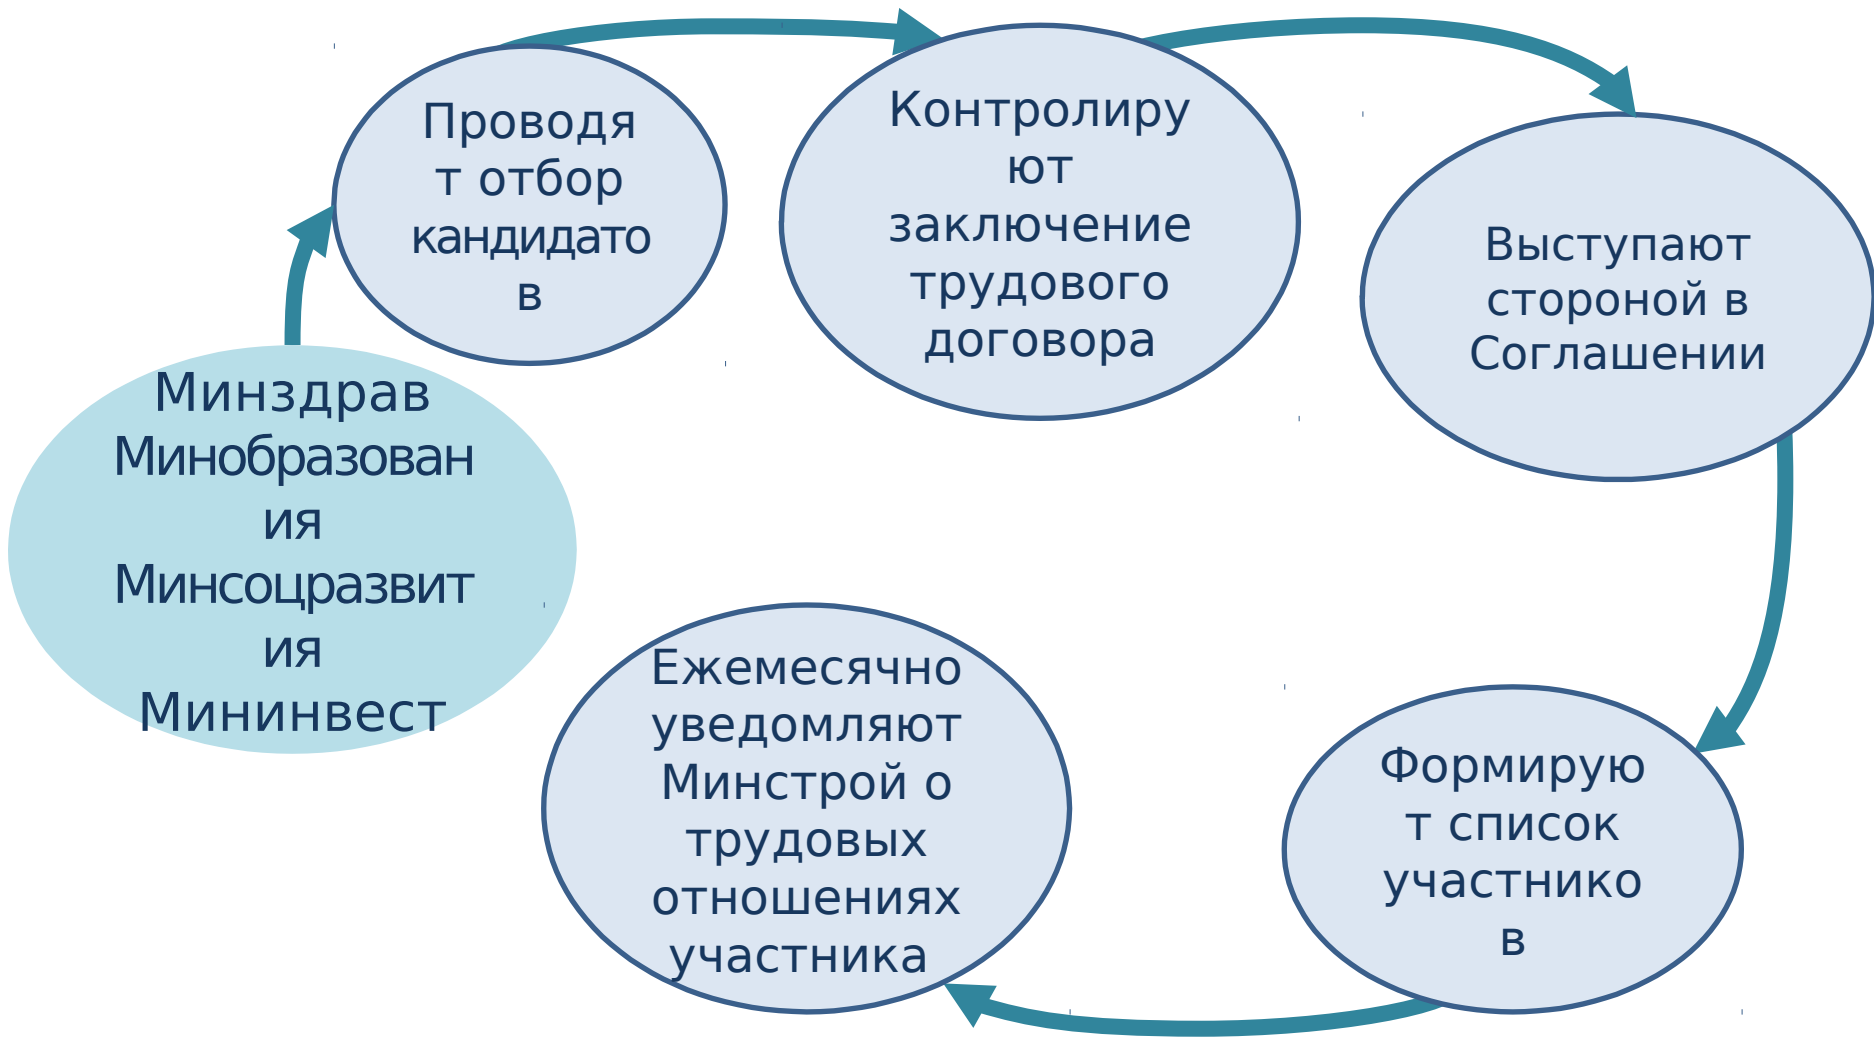 Проводя
т отбор
кандидато
в
Контролиру
ют
заключение
трудового
договора
Выступают
стороной в
Соглашении
Минздрав
Минобразован
ия
Минсоцразвит
ия
Мининвест
Ежемесячно
уведомляют
Минстрой о
трудовых
отношениях
участника
Формирую
т список
участнико
в